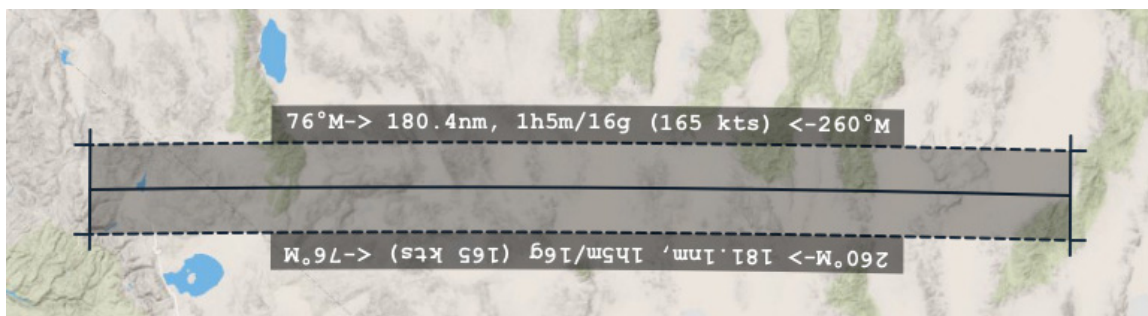 76°M-> 180.4nm, 1h5m/16g (165 kts) <-260°M
260°M-> 181.1nm, 1h5m/16g (165 kts) <-76°M